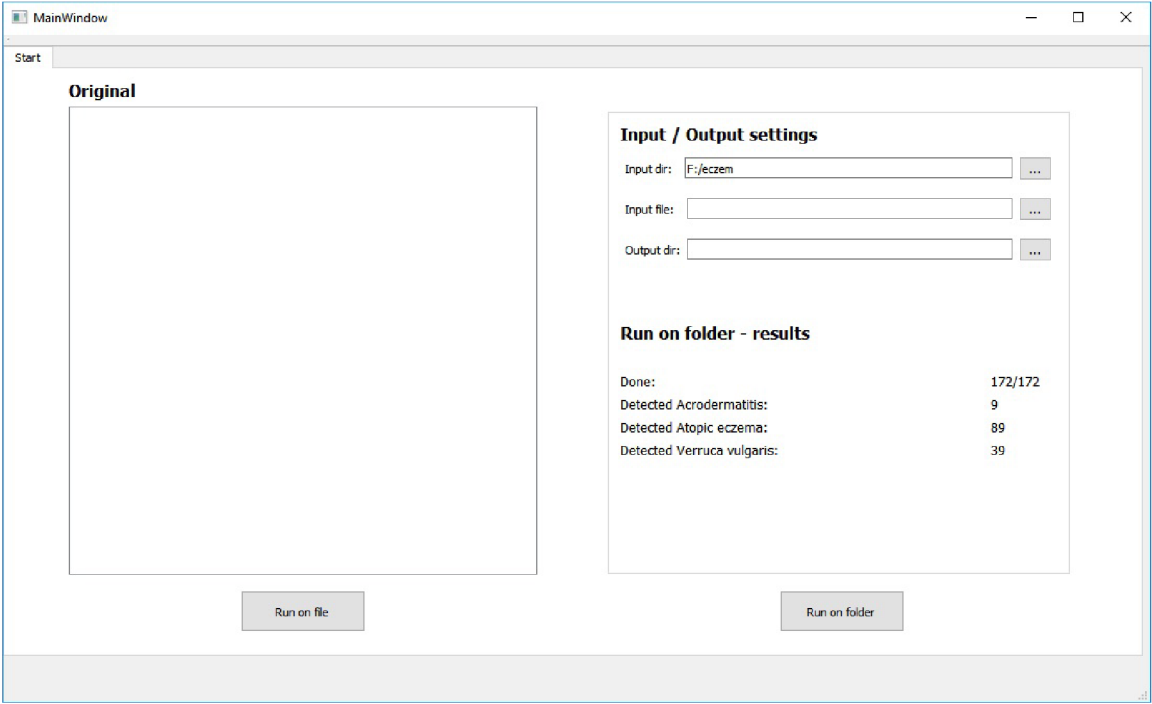 MainWindow
Start
Original
Input / Output settings
Input dir: F:/eczem ...
Input file: ...
Output dir: ...
Run on folder - results
Done: 172/172
Detected Acrodermatitis: 9
Detected Atopic eczema: 89
Detected Verruca vulgaris: 39
Run on file
Run on folder